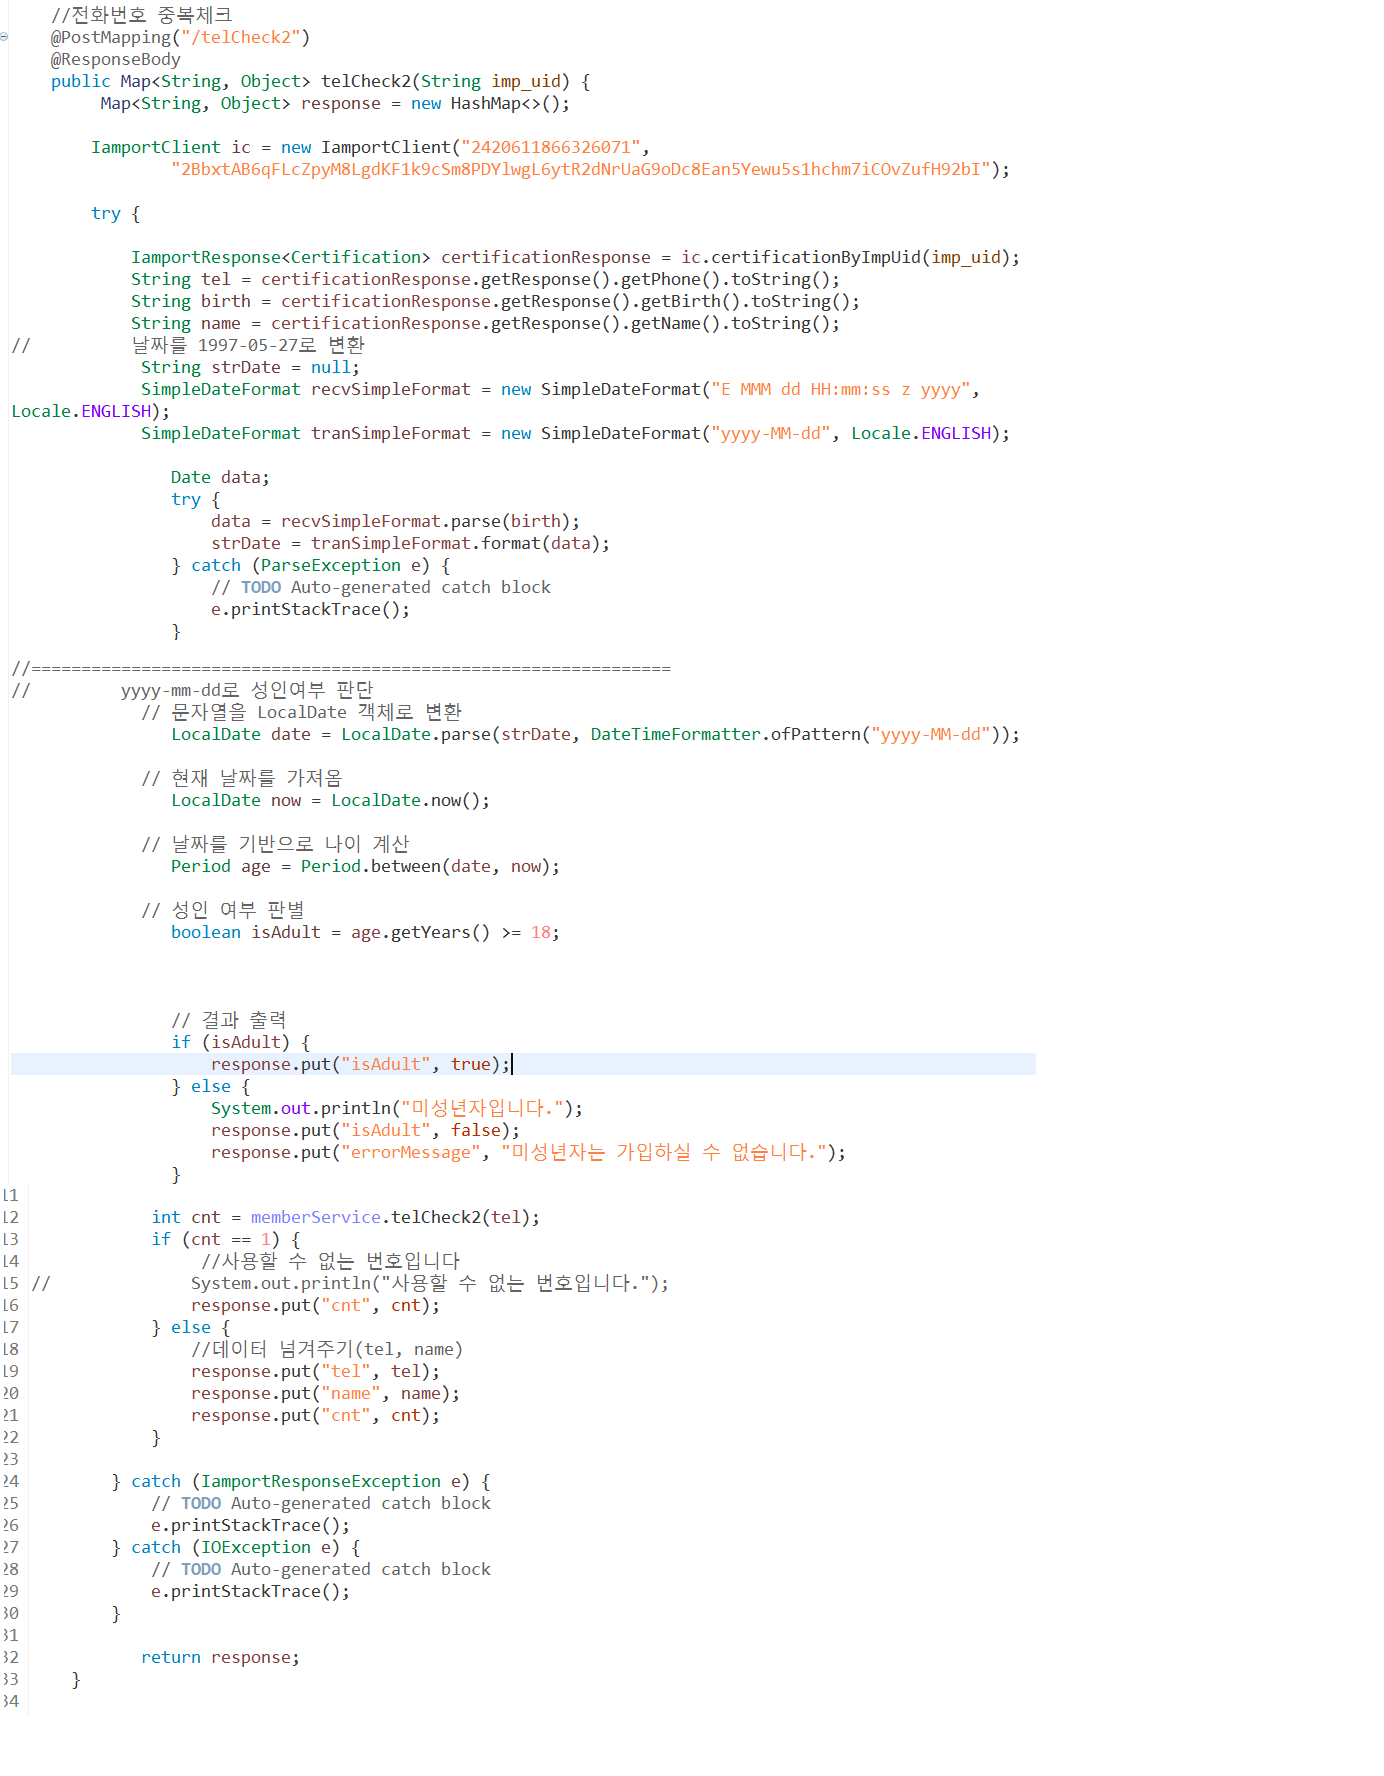 //전화번호 중복체크
@PostMapping("/telCheck2")
@ResponseBody
public Map<String, Object> telCheck2(String imp_uid) {
Map<String, Object> response = new HashMap<>();
IamportClient ic = new IamportClient("2420611866326071",
"2BbxtAB6qFLcZpyM8LgdKF1k9cSm8PDYlwgL6ytR2dNrUaG9oDc8Ean5Yewu5s1hchm7iCOvZufH92bI");
try {
IamportResponse<Certification> certificationResponse = ic.certificationByImpUid(imp_uid);
String tel = certificationResponse.getResponse().getPhone().toString();
String birth = certificationResponse.getResponse().getBirth().toString();
String name = certificationResponse.getResponse().getName().toString();
// 날짜를 1997-05-27로 변환
String strDate = null;
SimpleDateFormat recvSimpleFormat = new SimpleDateFormat("E MMM dd HH:mm:ss z yyyy",
Locale.ENGLISH);
SimpleDateFormat tranSimpleFormat = new SimpleDateFormat("yyyy-MM-dd", Locale.ENGLISH);
Date data;
try {
data = recvSimpleFormat.parse(birth);
strDate = tranSimpleFormat.format(data);
} catch (ParseException e) {
// TODO Auto-generated catch block
e.printStackTrace();
}
//================================================================
// yyyy-mm-dd로 성인여부 판단
// 문자열을 LocalDate 객체로 변환
LocalDate date = LocalDate.parse(strDate, DateTimeFormatter.ofPattern("yyyy-MM-dd"));
// 현재 날짜를 가져옴
LocalDate now = LocalDate.now();
// 날짜를 기반으로 나이 계산
Period age = Period.between(date, now);
// 성인 여부 판별
boolean isAdult = age.getYears() >= 18;
// 결과 출력
if (isAdult) {
response.put("isAdult", true);
} else {
System.out.println("미성년자입니다.");
response.put("isAdult", false);
response.put("errorMessage", "미성년자는 가입하실 수 없습니다.");
}
11
12 int cnt = memberService.telCheck2(tel);
13 if (cnt == 1) {
14 //사용할 수 없는 번호입니다
15 // System.out.println("사용할 수 없는 번호입니다.");
16 response.put("cnt", cnt);
17 } else {
18 //데이터 넘겨주기(tel, name)
19 response.put("tel", tel);
20 response.put("name", name);
21 response.put("cnt", cnt);
22 }
23
24 } catch (IamportResponseException e) {
25 // TODO Auto-generated catch block
26 e.printStackTrace();
27 } catch (IOException e) {
28 // TODO Auto-generated catch block
29 e.printStackTrace();
30 }
31
32 return response;
33 }
34